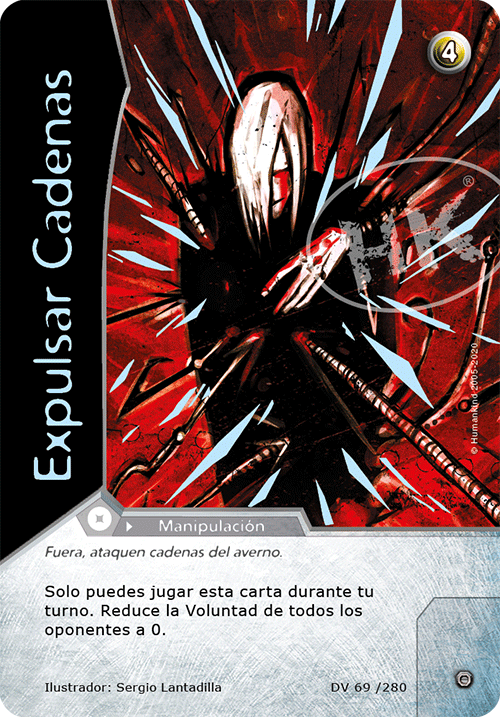 4
Expulsar Cadenas
HK®
© Humankind 2005-2020
Manipulación
Fuera, ataquen cadenas del averno.
Solo puedes jugar esta carta durante tu
turno. Reduce la Voluntad de todos los
oponentes a 0.
Ilustrador: Sergio Lantadilla
DV 69 /280